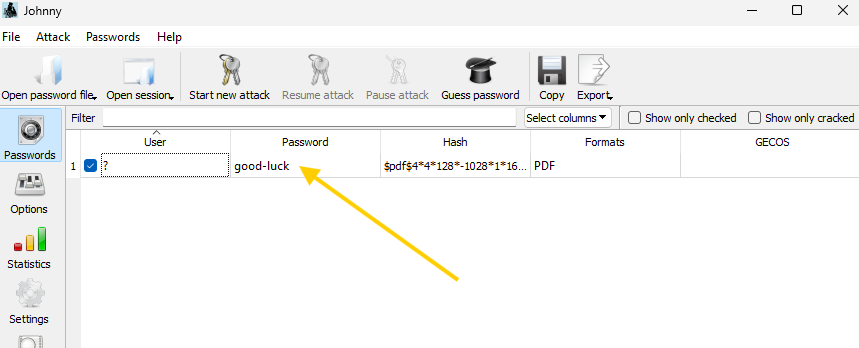 Johnny
File Attack Passwords Help
Open password file Open session Start new attack Resume attack Pause attack Guess password Copy Export
Filter Select columns Show only checked Show only cracked
Passwords
User Password Hash Formats GECOS
1 ? good-luck $pdf$4*4*128*-1028*1*16... PDF
Options
Statistics
Settings